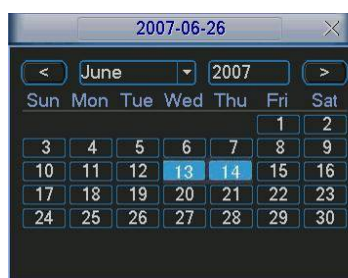 2007-06-26
< June 2007 >
Sun Mon Tue Wed Thu Fri Sat
1 2
3 4 5 6 7 8 9
10 11 12 13 14 15 16
17 18 19 20 21 22 23
24 25 26 27 28 29 30